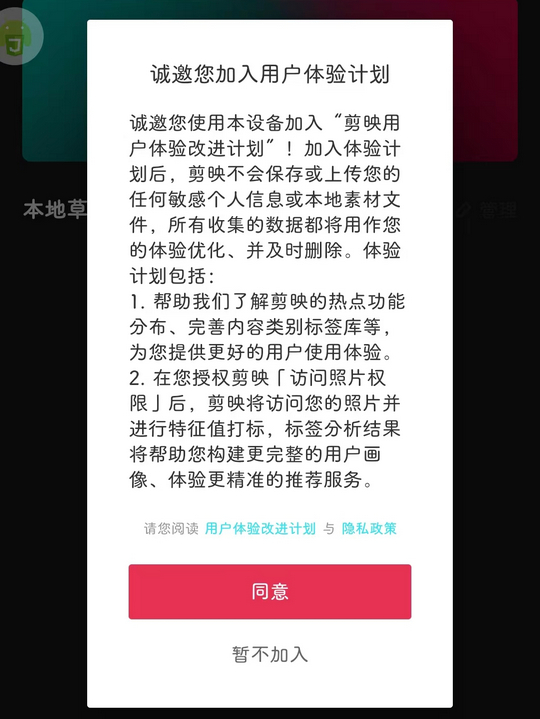 诚邀您加入用户体验计划
诚邀您使用本设备加入“剪映用
户体验改进计划”！加入体验计
划后，剪映不会保存或上传您的
任何敏感个人信息或本地素材文
件，所有收集的数据都将用作您
的体验优化、并及时删除。体验
计划包括：
1. 帮助我们了解剪映的热点功能
分布、完善内容类别标签库等，
为您提供更好的用户使用体验。
2. 在您授权剪映「访问照片权
限」后，剪映将访问您的照片并
进行特征值打标，标签分析结果
将帮助您构建更完整的用户画
像、体验更精准的推荐服务。
请您阅读 用户体验改进计划 与 隐私政策
同意
暂不加入
本地草
管理